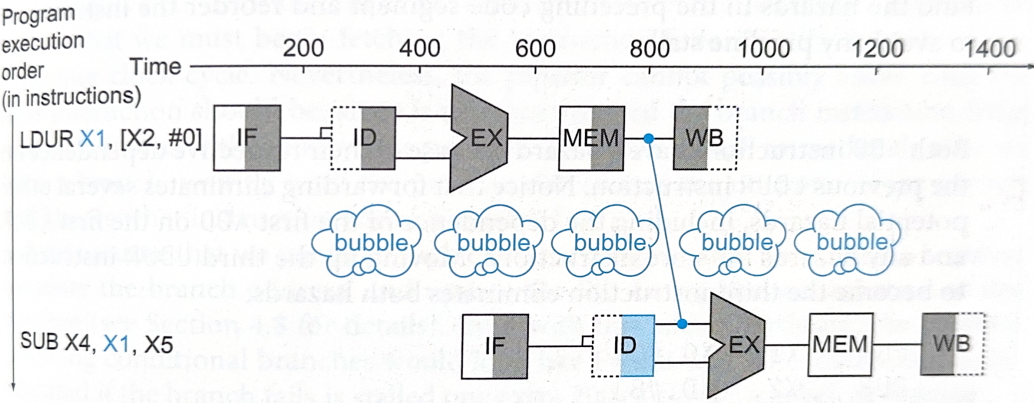 Program
execution
order
(in instructions)
Time
200 400 600 800 1000 1200 1400
LDUR X1, [X2, #0] IF ID EX MEM WB
bubble bubble bubble bubble bubble
SUB X4, X1, X5 IF ID EX MEM WB